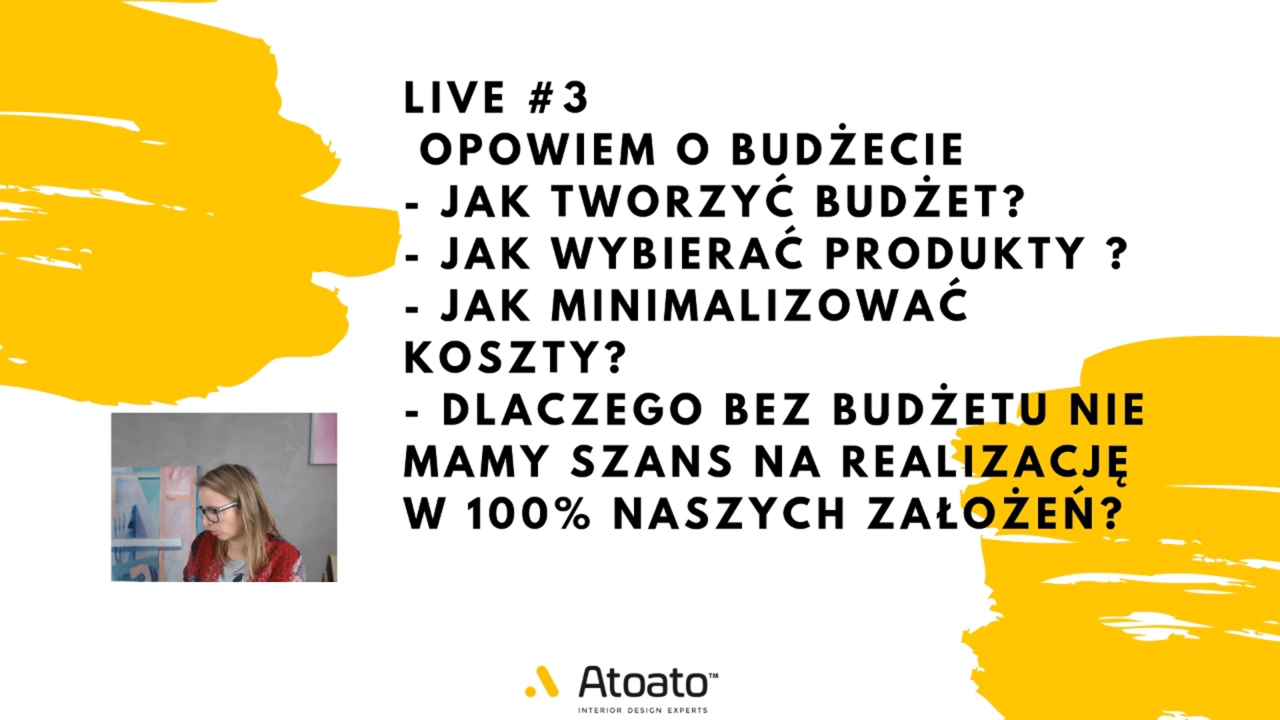 LIVE #3
OPOWIEM O BUDŻECIE
- JAK TWORZYĆ BUDŻET?
- JAK WYBIERAĆ PRODUKTY ?
- JAK MINIMALIZOWAĆ
KOSZTY?
- DLACZEGO BEZ BUDŻETU NIE
MAMY SZANS NA REALIZACJĘ
W 100% NASZYCH ZAŁOŻEŃ?
Atoato™
INTERIOR DESIGN EXPERTS